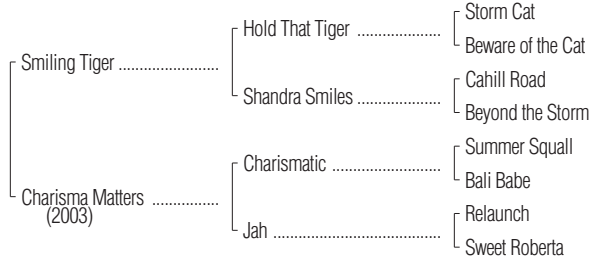 Storm Cat
Hold That Tiger ..................
Beware of the Cat
Smiling Tiger ......................
Cahill Road
Shandra Smiles ..................
Beyond the Storm
Summer Squall
Charismatic .......................
Bali Babe
Charisma Matters ...............
(2003)
Relaunch
Jah ....................................
Sweet Roberta